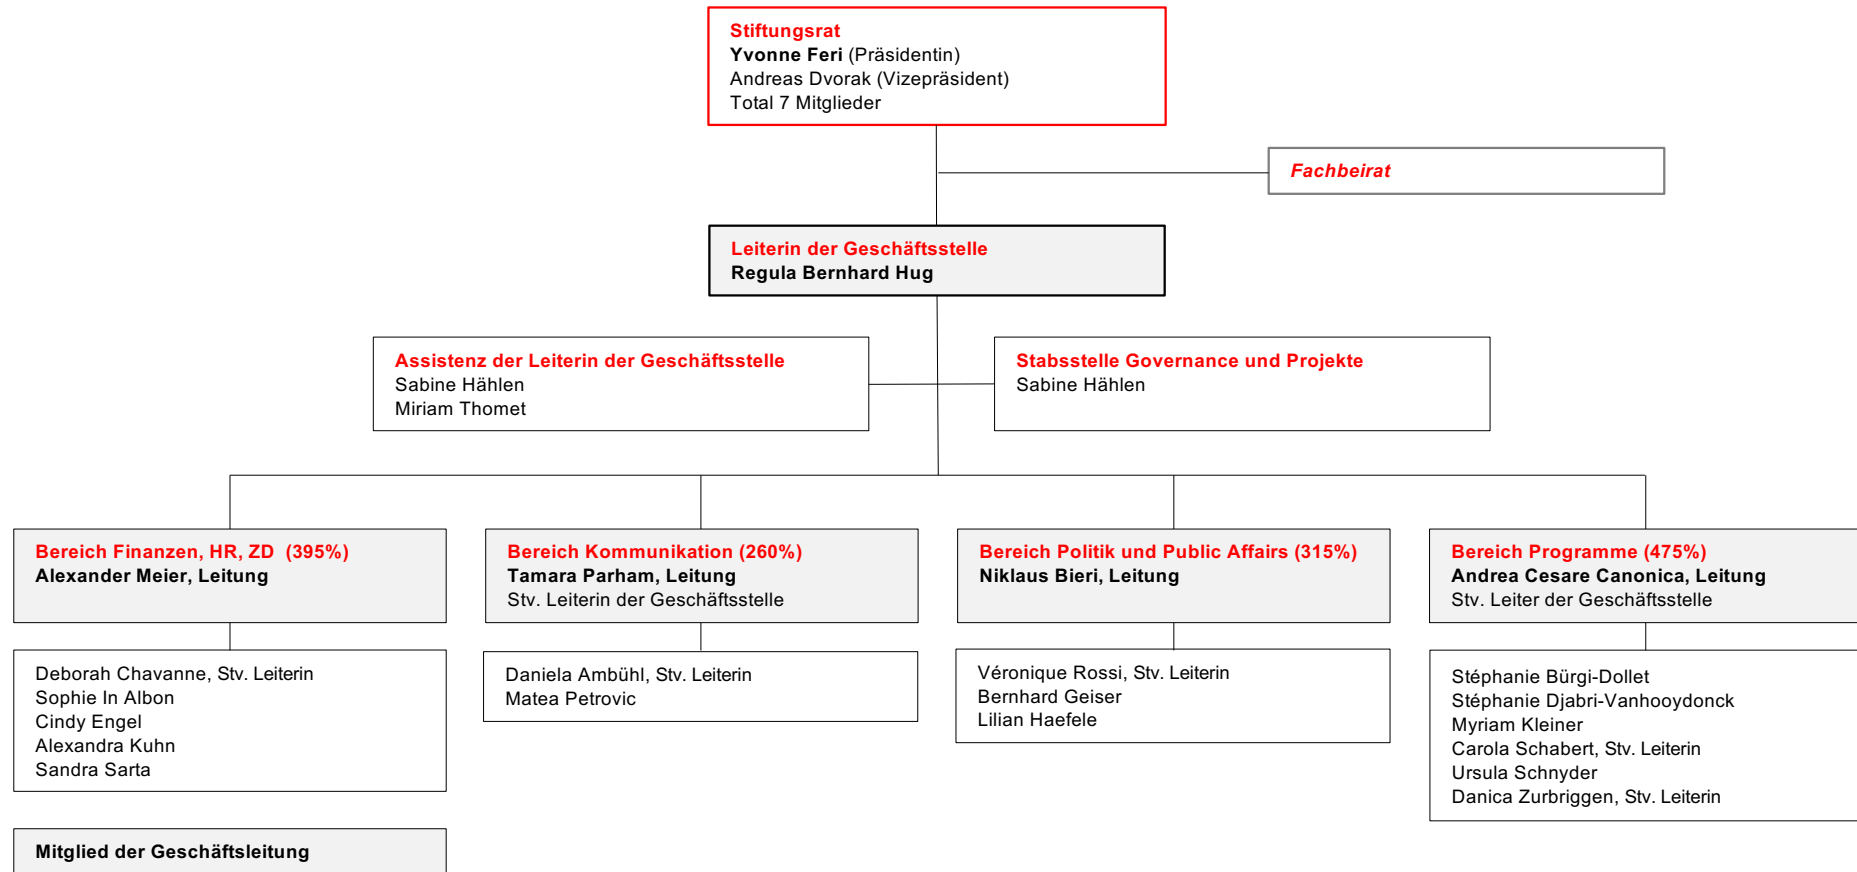 Stiftungsrat
Yvonne Feri (Präsidentin)
Andreas Dvorak (Vizepräsident)
Total 7 Mitglieder
Fachbeirat
Leiterin der Geschäftsstelle
Regula Bernhard Hug
Assistenz der Leiterin der Geschäftsstelle
Sabine Hählen
Miriam Thomet
Stabsstelle Governance und Projekte
Sabine Hählen
Bereich Finanzen, HR, ZD (395%)
Alexander Meier, Leitung
Bereich Kommunikation (260%)
Tamara Parham, Leitung
Stv. Leiterin der Geschäftsstelle
Bereich Politik und Public Affairs (315%)
Niklaus Bieri, Leitung
Bereich Programme (475%)
Andrea Cesare Canonica, Leitung
Stv. Leiter der Geschäftsstelle
Deborah Chavanne, Stv. Leiterin
Sophie In Albon
Cindy Engel
Alexandra Kuhn
Sandra Sarta
Daniela Ambühl, Stv. Leiterin
Matea Petrovic
Véronique Rossi, Stv. Leiterin
Bernhard Geiser
Lilian Haefele
Stéphanie Bürgi-Dollet
Stéphanie Djabri-Vanhooydonck
Myriam Kleiner
Carola Schabert, Stv. Leiterin
Ursula Schnyder
Danica Zurbriggen, Stv. Leiterin
Mitglied der Geschäftsleitung